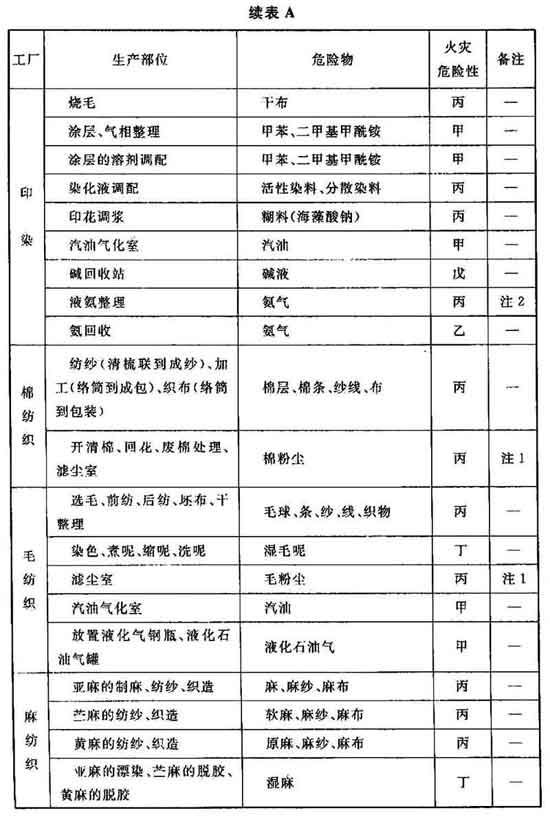 续表 A
工厂 生产部位 危险物 火灾危险性 备注
印染
烧毛 干布 丙 —
涂层、气相整理 甲苯、二甲基甲酰铵 甲 —
涂层的溶剂调配 甲苯、二甲基甲酰铵 甲 —
染化液调配 活性染料、分散染料 丙 —
印花调浆 糊料(海藻酸钠) 丙 —
汽油气化室 汽油 甲 —
碱回收站 碱液 戊 —
液氨整理 氨气 丙 注 2
氨回收 氨气 乙 —
棉纺织
纺纱(清梳联到成纱)、加
工(络筒到成包)、织布(络筒
到包装) 棉层、棉条、纱线、布 丙 —
开清棉、回花、废棉处理、
滤尘室 棉粉尘 丙 注 1
毛纺织
选毛、前纺、后纺、坯布、干
整理 毛球、条、纱、线、织物 丙 —
染色、煮呢、缩呢、洗呢 湿毛呢 丁 —
滤尘室 毛粉尘 丙 注 1
汽油气化室 汽油 甲 —
放置液化气钢瓶、液化石
油气罐 液化石油气 甲 —
麻纺织
亚麻的制麻、纺纱、织造 麻、麻纱、麻布 丙 —
苎麻的纺纱、织造 软麻、麻纱、麻布 丙 —
黄麻的纺纱、织造 原麻、麻纱、麻布 丙 —
亚麻的漂染、苎麻的脱胶、
黄麻的脱胶 湿麻 丁 —